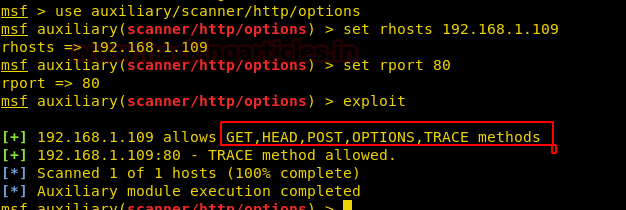 msf > use auxiliary/scanner/http/options
msf auxiliary(scanner/http/options) > set rhosts 192.168.1.109
rhosts => 192.168.1.109
msf auxiliary(scanner/http/options) > set rport 80
rport => 80
msf auxiliary(scanner/http/options) > exploit
[+] 192.168.1.109 allows GET,HEAD,POST,OPTIONS,TRACE methods
[+] 192.168.1.109:80 - TRACE method allowed.
[*] Scanned 1 of 1 hosts (100% complete)
[*] Auxiliary module execution completed
msf auxiliary(scanner/http/options) >